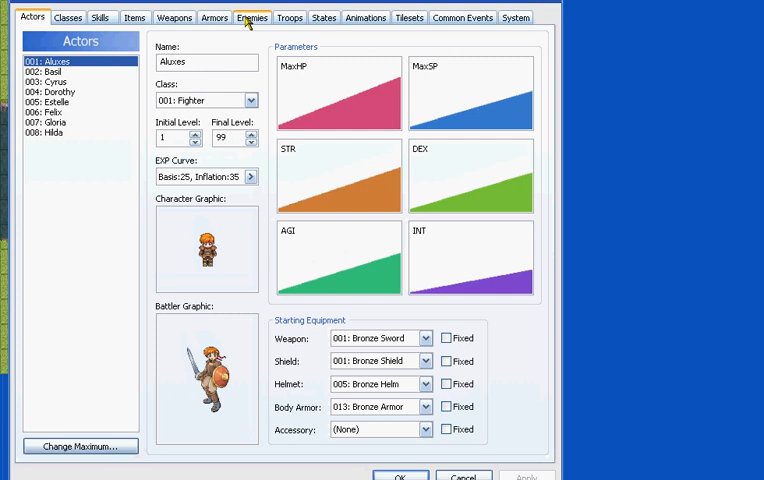 Actors Classes Skills Items Weapons Armors Enemies Troops States Animations Tilesets Common Events System
Actors
001: Aluxes
002: Basil
003: Cyrus
004: Dorothy
005: Estelle
006: Felix
007: Gloria
008: Hilda
Change Maximum...
Name:
Aluxes
Class:
001: Fighter
Initial Level: Final Level:
1 99
EXP Curve:
Basis:25, Inflation:35
Character Graphic:
Battler Graphic:
Parameters
MaxHP MaxSP
STR DEX
AGI INT
Starting Equipment
Weapon: 001: Bronze Sword Fixed
Shield: 001: Bronze Shield Fixed
Helmet: 005: Bronze Helm Fixed
Body Armor: 013: Bronze Armor Fixed
Accessory: (None) Fixed
OK Cancel Apply